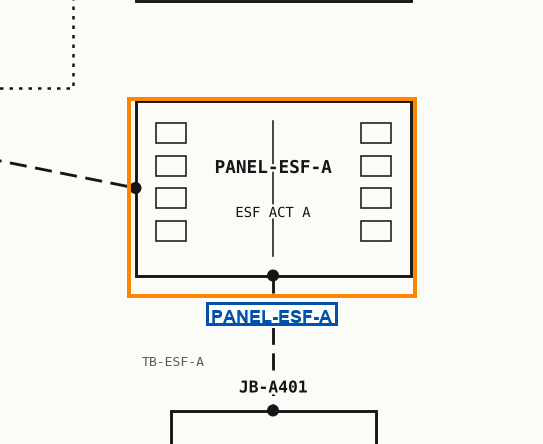 PANEL-ESF-A
ESF ACT A
PANEL-ESF-A
TB-ESF-A
JB-A401